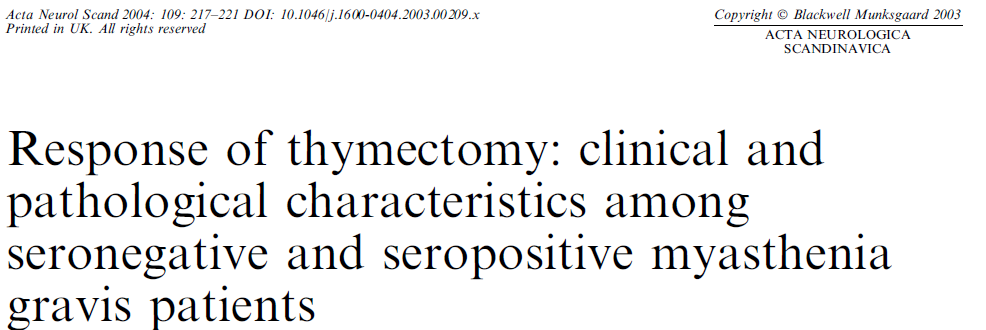 Acta Neurol Scand 2004: 109: 217–221 DOI: 10.1046/j.1600-0404.2003.00209.x
Printed in UK. All rights reserved
Copyright © Blackwell Munksgaard 2003
ACTA NEUROLOGICA
SCANDINAVICA
Response of thymectomy: clinical and
pathological characteristics among
seronegative and seropositive myasthenia
gravis patients